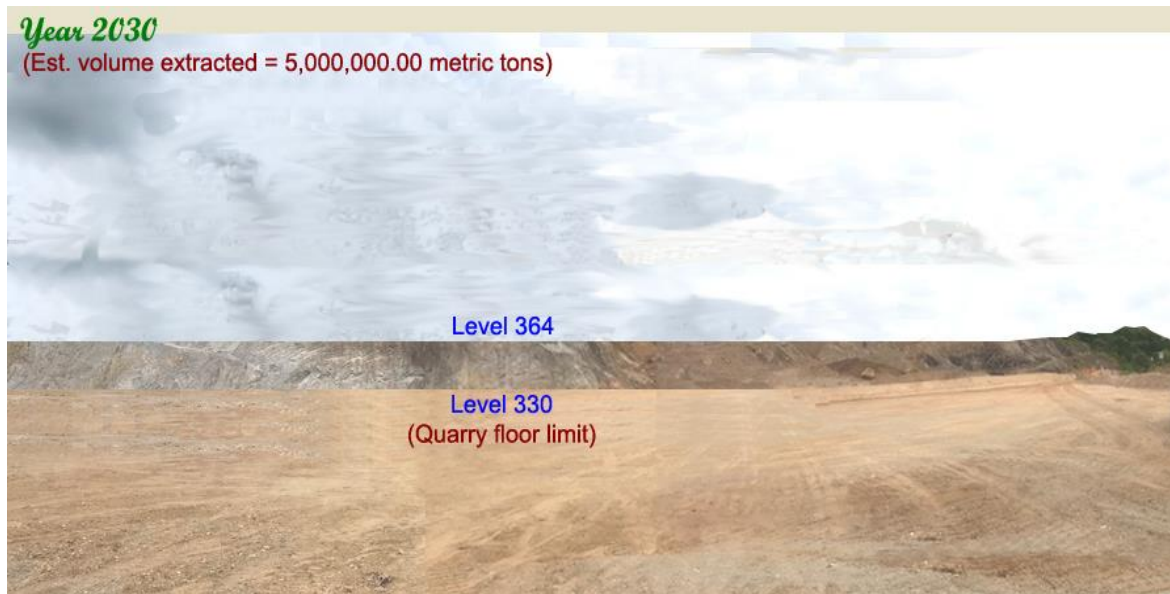 Year 2030
(Est. volume extracted = 5,000,000.00 metric tons)
Level 364
Level 330
(Quarry floor limit)